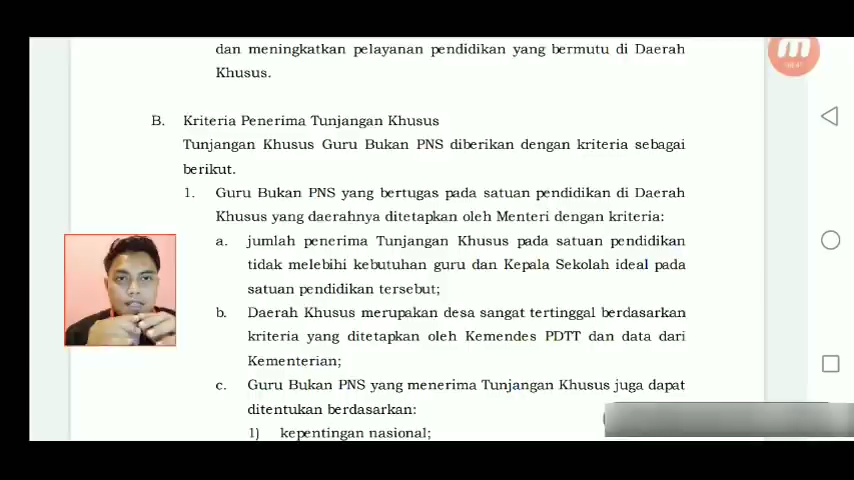 dan meningkatkan pelayanan pendidikan yang bermutu di Daerah
Khusus.
B. Kriteria Penerima Tunjangan Khusus
Tunjangan Khusus Guru Bukan PNS diberikan dengan kriteria sebagai
berikut.
1. Guru Bukan PNS yang bertugas pada satuan pendidikan di Daerah
Khusus yang daerahnya ditetapkan oleh Menteri dengan kriteria:
a. jumlah penerima Tunjangan Khusus pada satuan pendidikan
tidak melebihi kebutuhan guru dan Kepala Sekolah ideal pada
satuan pendidikan tersebut;
b. Daerah Khusus merupakan desa sangat tertinggal berdasarkan
kriteria yang ditetapkan oleh Kemendes PDTT dan data dari
Kementerian;
c. Guru Bukan PNS yang menerima Tunjangan Khusus juga dapat
ditentukan berdasarkan:
1) kepentingan nasional;